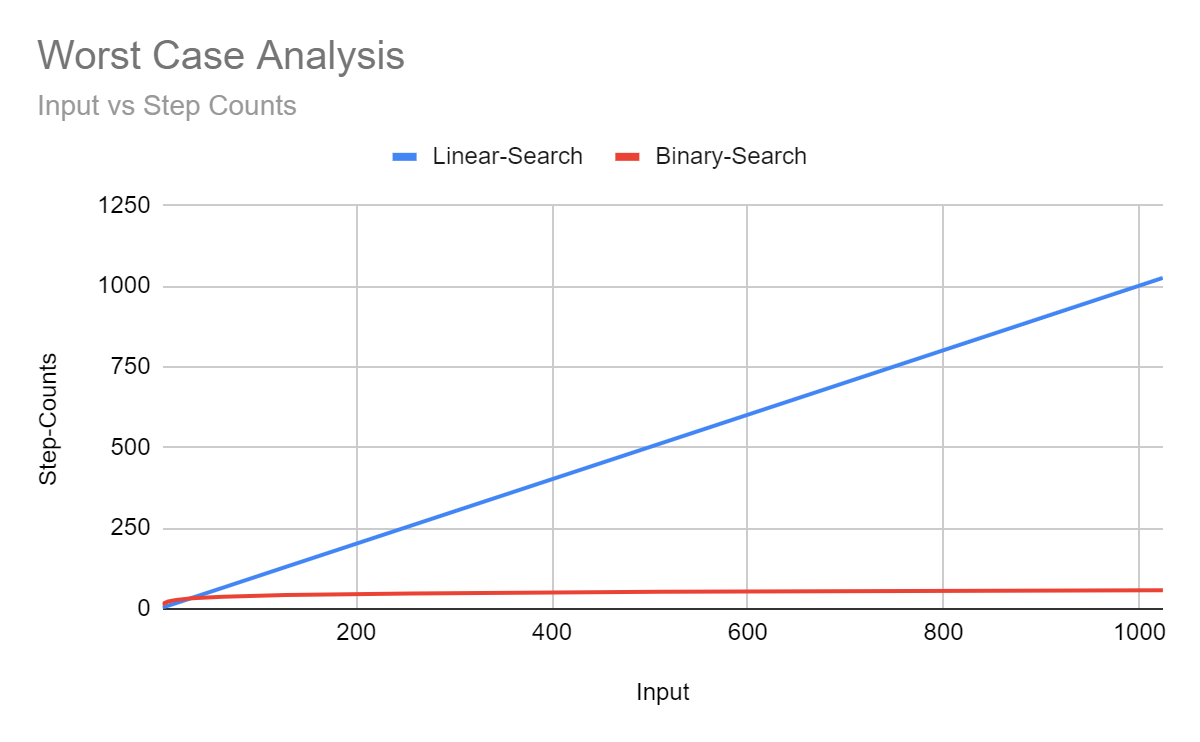 Worst Case Analysis
Input vs Step Counts
Linear-Search Binary-Search
1250
1000
750
500
250
0
Step-Counts
200 400 600 800 1000
Input